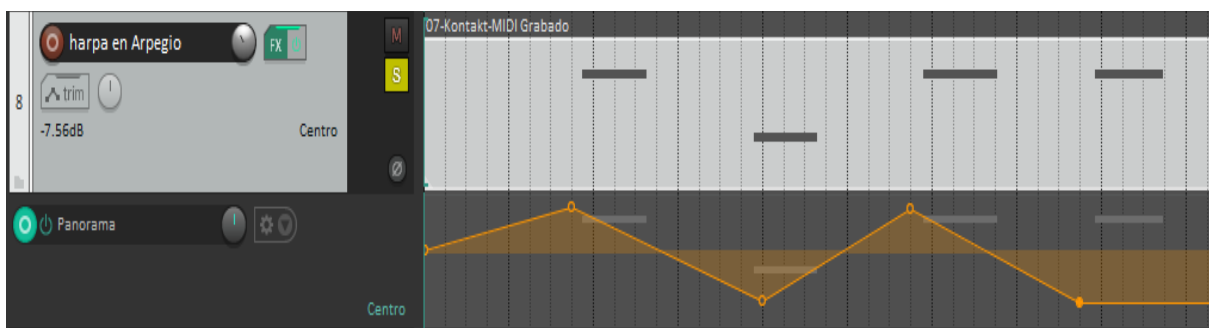 harpa en Arpegio
FX
M
07-Kontakt-MIDI Grabado
8
trim
S
-7.56dB
Centro
Panorama
Centro